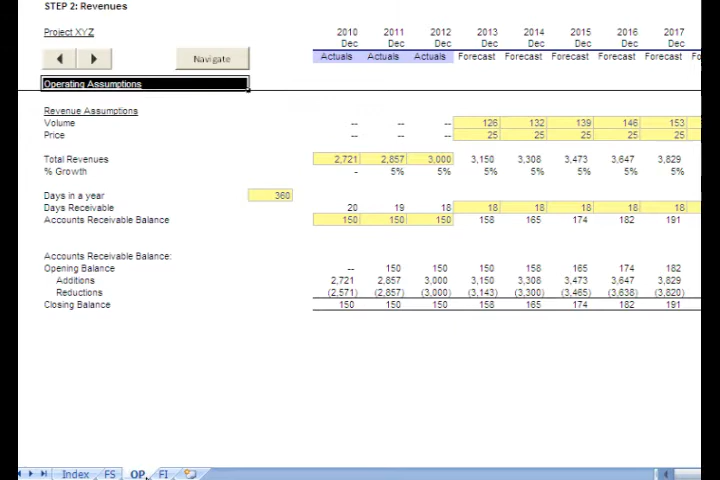 STEP 2: Revenues
Project XYZ 2010 2011 2012 2013 2014 2015 2016 2017
Dec Dec Dec Dec Dec Dec Dec Dec
Navigate Actuals Actuals Actuals Forecast Forecast Forecast Forecast Forecast
Operating Assumptions
Revenue Assumptions
Volume -- -- -- 126 132 139 146 153
Price -- -- -- 25 25 25 25 25
Total Revenues 2,721 2,857 3,000 3,150 3,308 3,473 3,647 3,829
% Growth - 5% 5% 5% 5% 5% 5% 5%
Days in a year 360
Days Receivable 20 19 18 18 18 18 18 18
Accounts Receivable Balance 150 150 150 158 165 174 182 191
Accounts Receivable Balance:
Opening Balance -- 150 150 150 158 165 174 182
Additions 2,721 2,857 3,000 3,150 3,308 3,473 3,647 3,829
Reductions (2,571) (2,857) (3,000) (3,143) (3,300) (3,465) (3,638) (3,820)
Closing Balance 150 150 150 158 165 174 182 191
Index FS OP FI